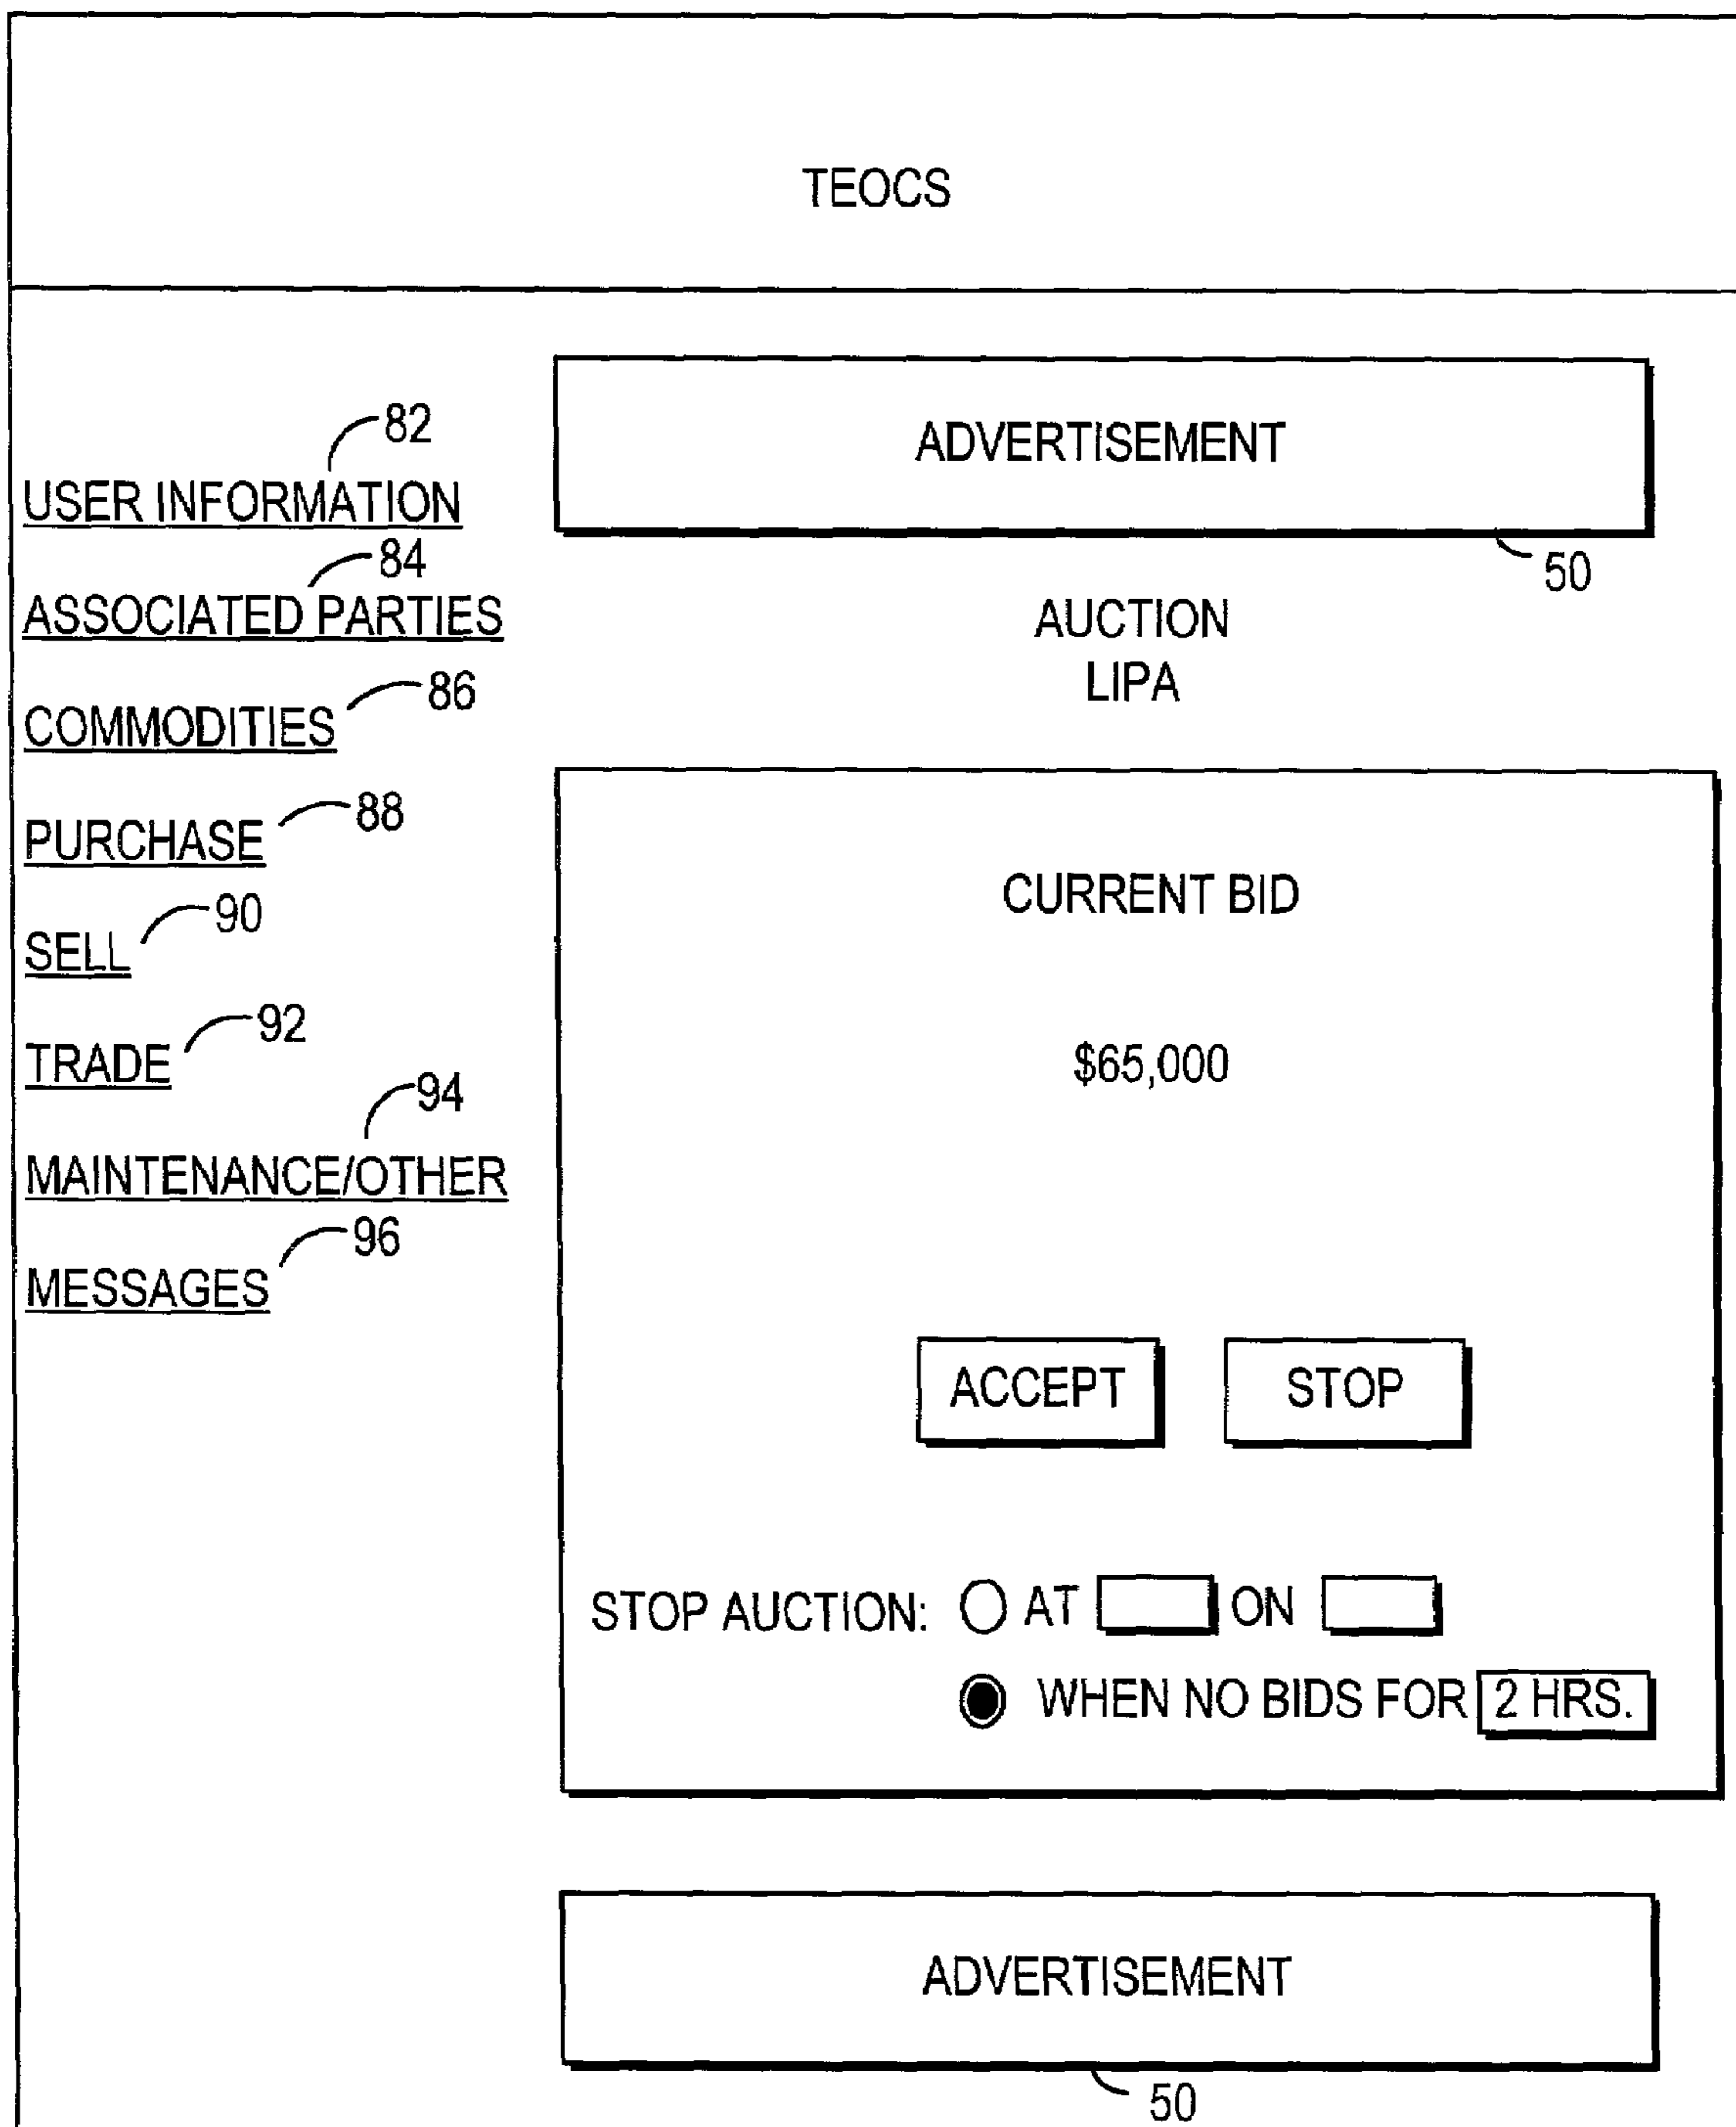 TEOCS
82
USER INFORMATION
84
ASSOCIATED PARTIES
86
COMMODITIES
88
PURCHASE
90
SELL
92
TRADE
94
MAINTENANCE/OTHER
96
MESSAGES
ADVERTISEMENT
50
AUCTION
LIPA
CURRENT BID
$65,000
ACCEPT STOP
STOP AUCTION: AT ON
WHEN NO BIDS FOR 2 HRS.
ADVERTISEMENT
50